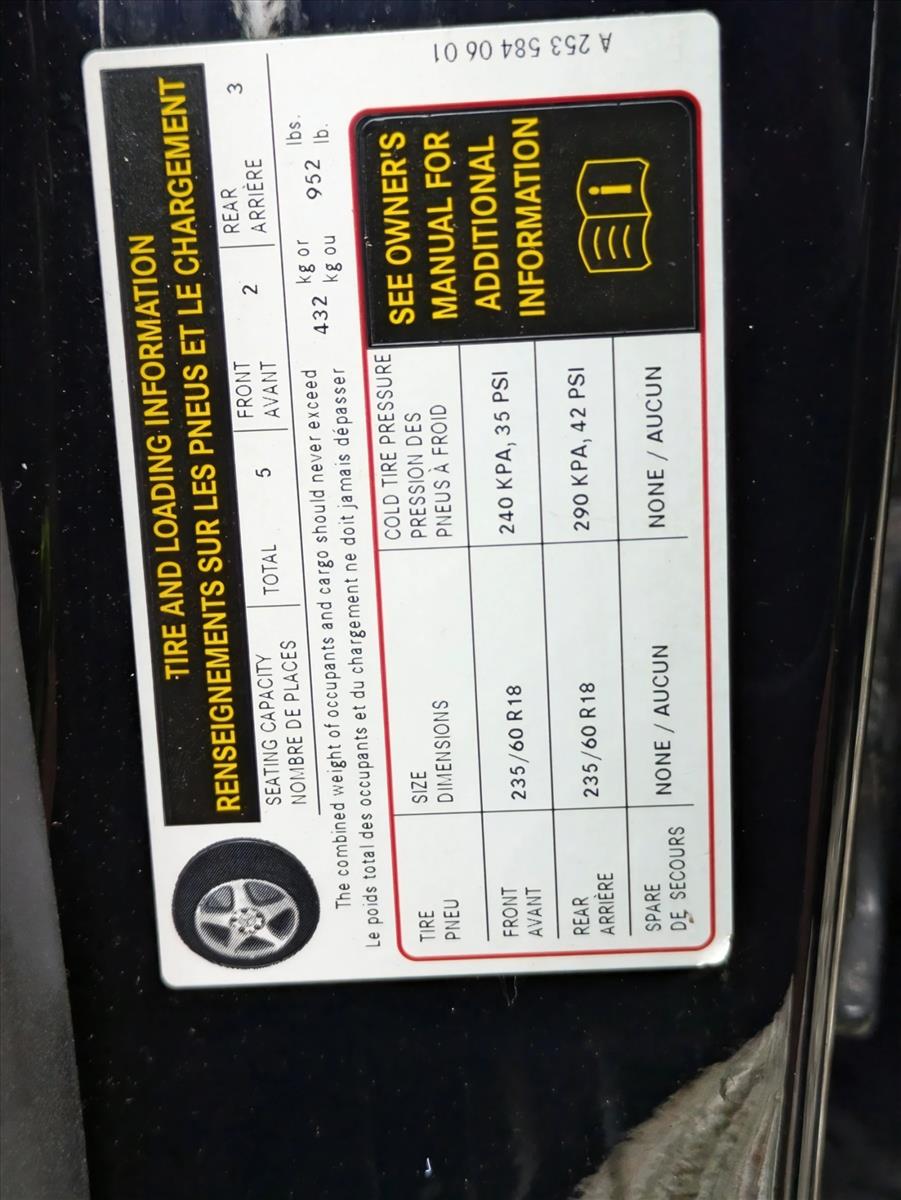 TIRE AND LOADING INFORMATION
RENSEIGNEMENTS SUR LES PNEUS ET LE CHARGEMENT
SEATING CAPACITY TOTAL 5 FRONT 2 REAR 3
NOMBRE DE PLACES AVANT ARRIÈRE
The combined weight of occupants and cargo should never exceed 432 kg or 952 lbs.
Le poids total des occupants et du chargement ne doit jamais dépasser kg ou lb.
TIRE SIZE COLD TIRE PRESSURE
PNEU DIMENSIONS PRESSION DES
PNEUS À FROID
FRONT 235/60 R18 240 KPA, 35 PSI
AVANT
REAR 235/60 R18 290 KPA, 42 PSI
ARRIÈRE
SPARE NONE / AUCUN NONE / AUCUN
DE SECOURS
SEE OWNER'S
MANUAL FOR
ADDITIONAL
INFORMATION
i
A 253 584 06 01